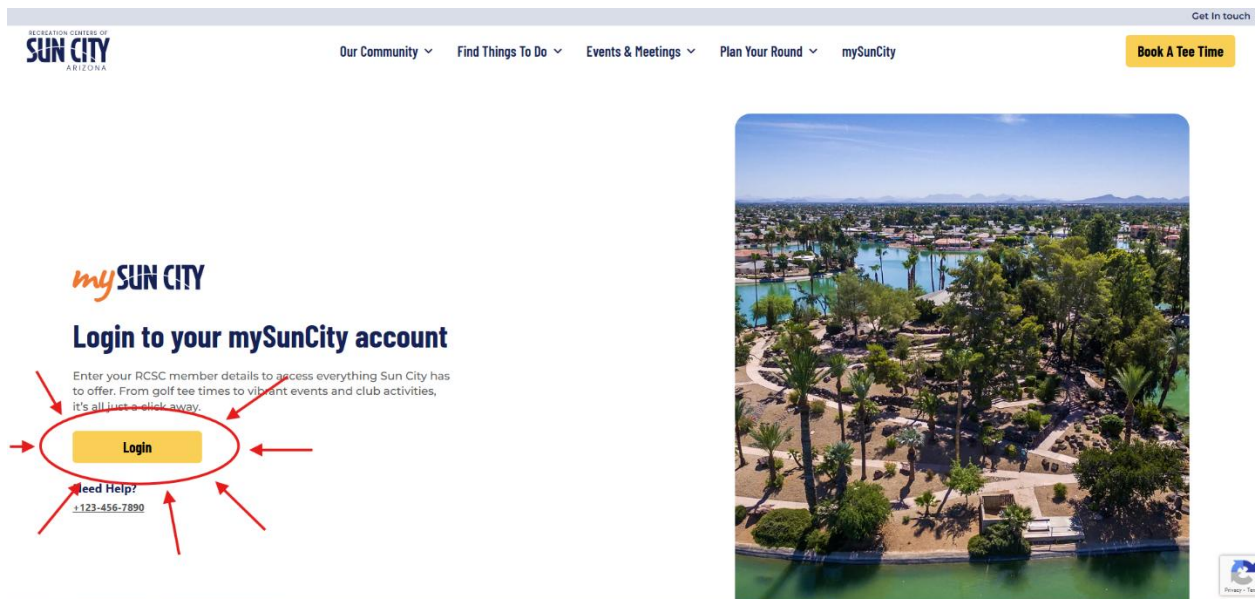 Get In touch
RECREATION CENTERS OF
SUN CITY
ARIZONA
Our Community
Find Things To Do
Events & Meetings
Plan Your Round
mySunCity
Book A Tee Time
my SUN CITY
Login to your mySunCity account
Enter your RCSC member details to access everything Sun City has
to offer. From golf tee times to vibrant events and club activities,
it's all just a click away.
Login
Need Help?
+123-456-7890
Privacy -